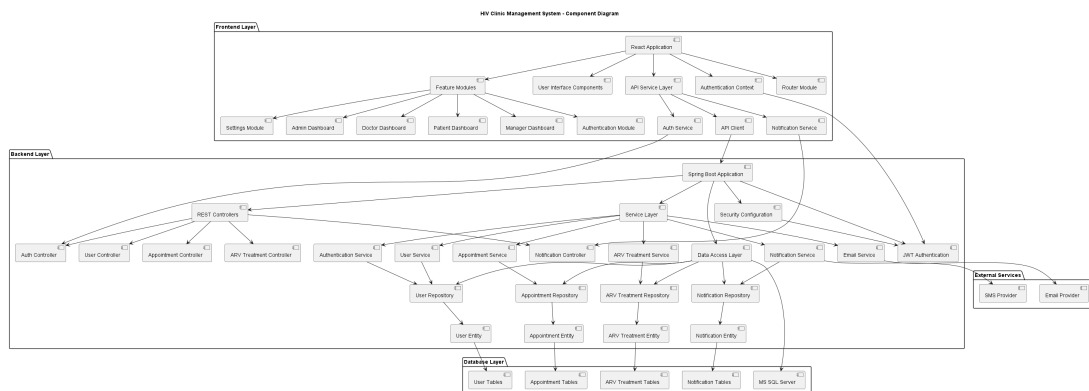 HIV Clinic Management System - Component Diagram
Frontend Layer
React Application
Feature Modules
User Interface Components
API Service Layer
Authentication Context
Router Module
Settings Module
Admin Dashboard
Doctor Dashboard
Patient Dashboard
Manager Dashboard
Authentication Module
Auth Service
API Client
Notification Service
Backend Layer
Spring Boot Application
REST Controllers
Service Layer
Security Configuration
Auth Controller
User Controller
Appointment Controller
ARV Treatment Controller
Authentication Service
User Service
Appointment Service
Notification Controller
ARV Treatment Service
Data Access Layer
Notification Service
Email Service
JWT Authentication
External Services
User Repository
Appointment Repository
ARV Treatment Repository
Notification Repository
SMS Provider
Email Provider
User Entity
Appointment Entity
ARV Treatment Entity
Notification Entity
Database Layer
User Tables
Appointment Tables
ARV Treatment Tables
Notification Tables
MS SQL Server